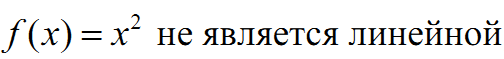 f(x) = x² не является линейной